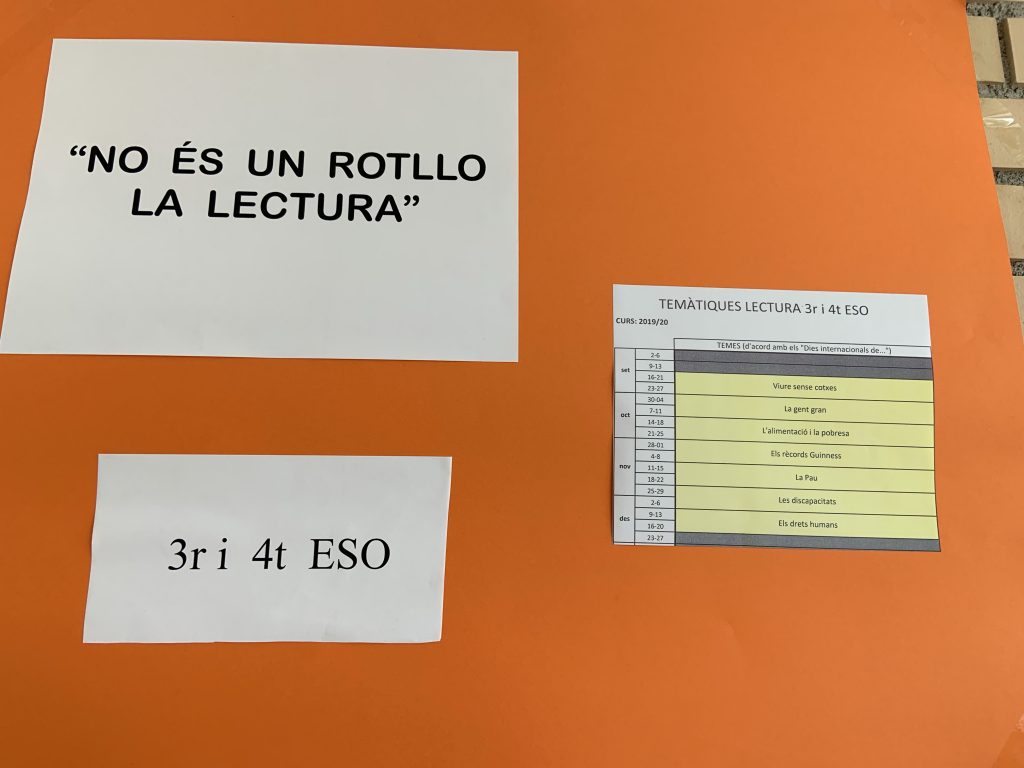 “NO ÉS UN ROTLLO
LA LECTURA”
3r i 4t ESO
TEMÀTIQUES LECTURA 3r i 4t ESO
CURS: 2019/20
TEMES (d'acord amb els "Dies internacionals de...")
set
2-6
9-13
16-21
23-27
Viure sense cotxes
oct
30-04
7-11
La gent gran
14-18
21-25
L'alimentació i la pobresa
nov
28-01
4-8
Els rècords Guinness
11-15
18-22
La Pau
25-29
des
2-6
Les discapacitats
9-13
16-20
Els drets humans
23-27